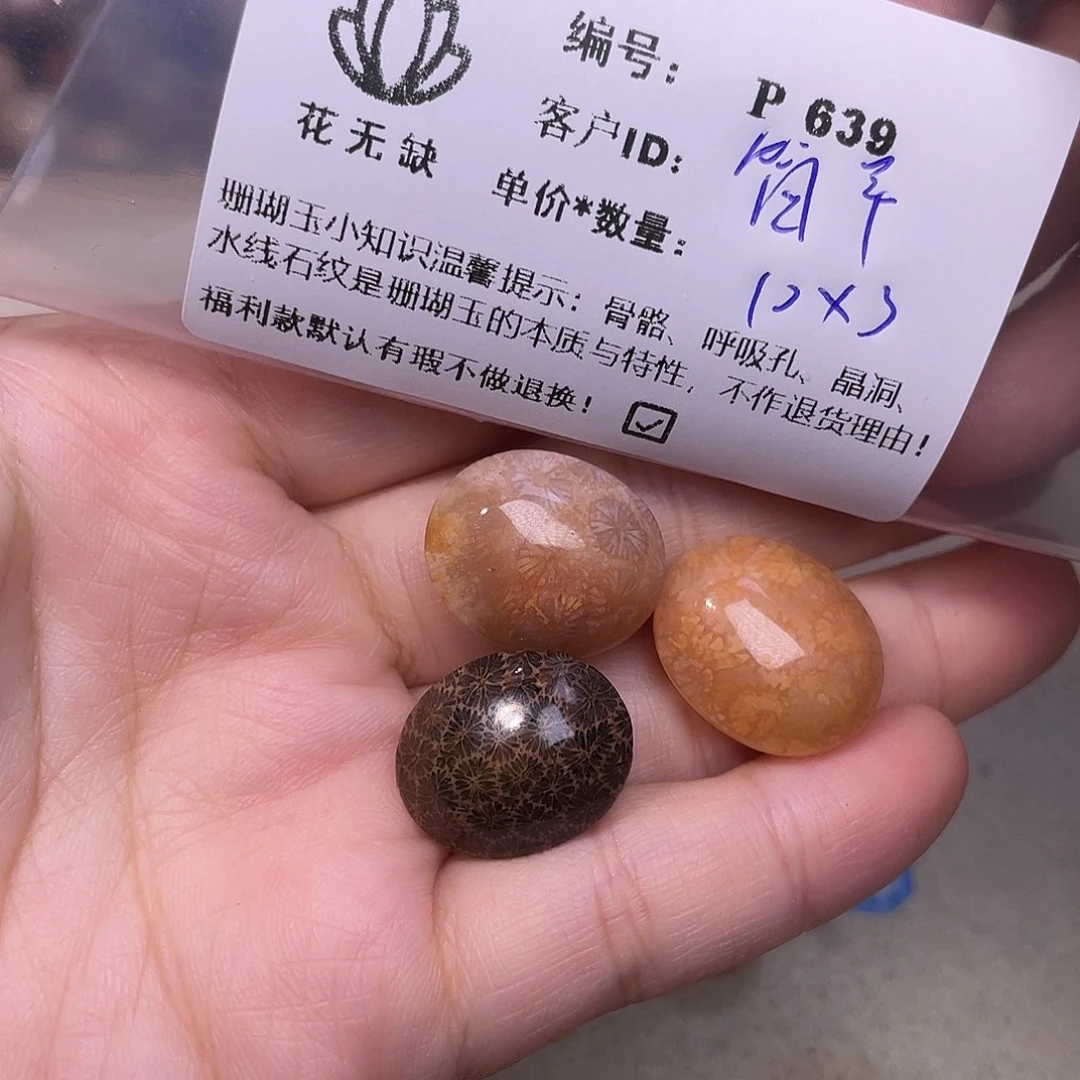 花无缺
编号：
P 639
客户ID：
单价*数量：
12X3
珊瑚玉小知识温馨提示：骨骼、呼吸孔、晶洞、
水线石纹是珊瑚玉的本质与特性，不作退货理由！
福利款默认有瑕不做退换！